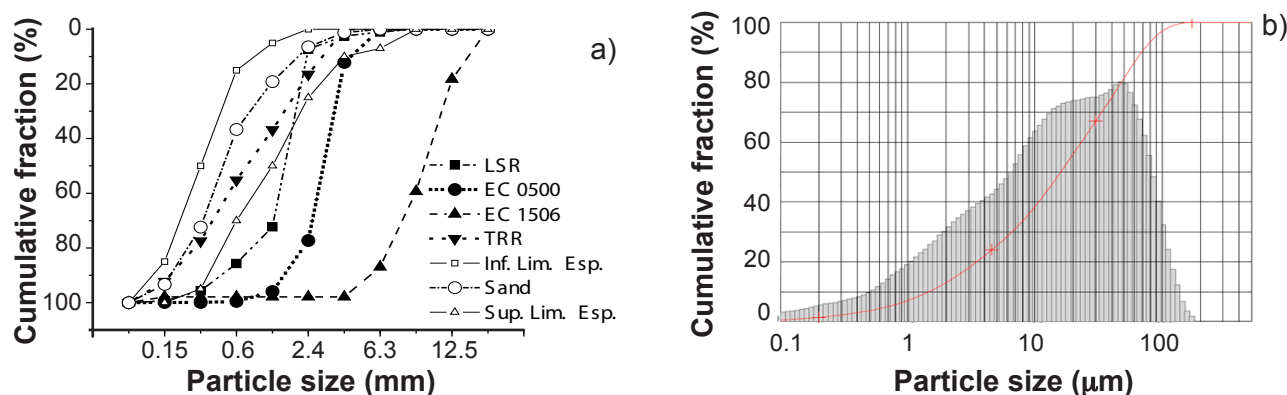 a)
Cumulative fraction (%)
0
20
40
60
80
100
0.15
0.6
2.4
6.3
12.5
Particle size (mm)
LSR
EC 0500
EC 1506
TRR
Inf. Lim. Esp.
Sand
Sup. Lim. Esp.
b)
Cumulative fraction (%)
100
80
60
40
20
0
0.1
1
10
100
Particle size (μm)